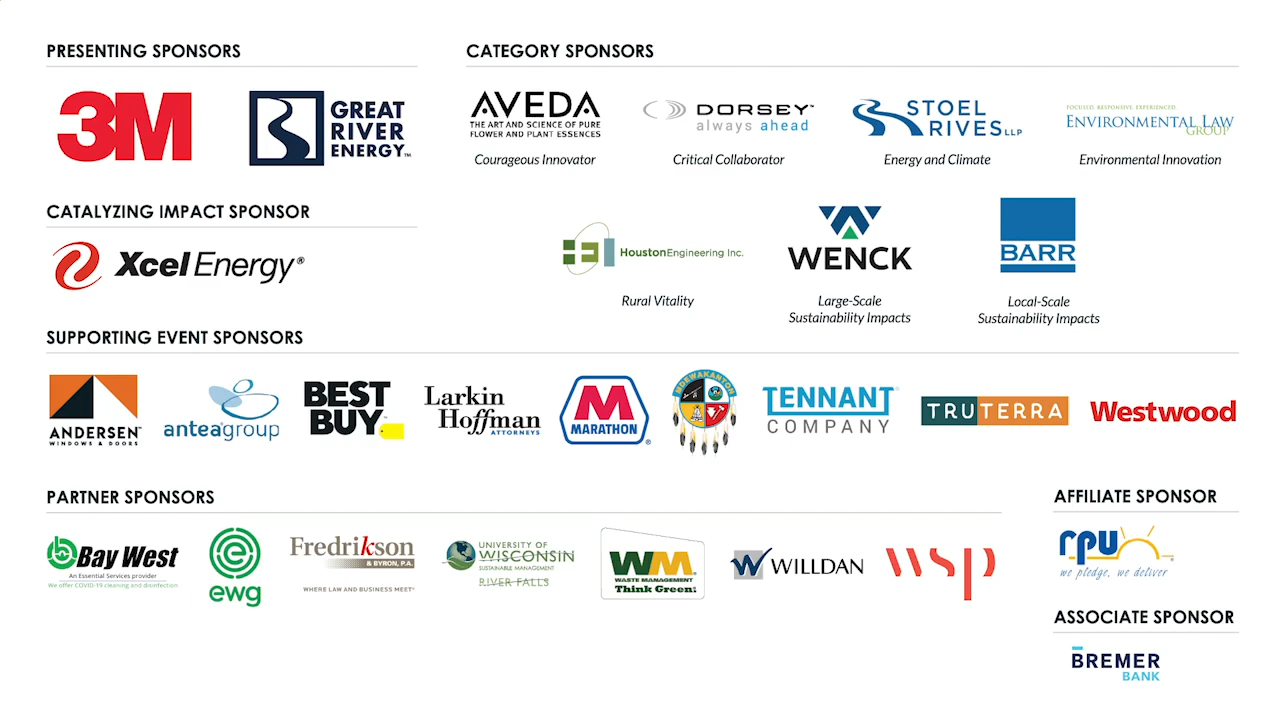 PRESENTING SPONSORS
3M
GREAT
RIVER
ENERGY™
CATEGORY SPONSORS
AVEDA
THE ART AND SCIENCE OF PURE
FLOWER AND PLANT ESSENCES
Courageous Innovator
DORSEY™
always ahead
Critical Collaborator
STOEL
RIVES LLP
Energy and Climate
FOCUSED. RESPONSIVE. EXPERIENCED.
ENVIRONMENTAL LAW
GROUP
Environmental Innovation
CATALYZING IMPACT SPONSOR
Xcel Energy®
HoustonEngineering Inc.
Rural Vitality
WENCK
Large-Scale
Sustainability Impacts
BARR
Local-Scale
Sustainability Impacts
SUPPORTING EVENT SPONSORS
ANDERSEN™
WINDOWS & DOORS
anteagroup
BEST
BUY™
Larkin
Hoffman
ATTORNEYS
M
MARATHON®
MDEWAKANTON
TENNANT®
COMPANY
TRUTERRA
Westwood
PARTNER SPONSORS
Bay West
An Essential Services provider
We offer COVID-19 cleaning and disinfection
ewg
Fredrikson
& BYRON, P.A.
WHERE LAW AND BUSINESS MEET®
UNIVERSITY OF
WISCONSIN
SUSTAINABLE MANAGEMENT
RIVER FALLS
WM
WASTE MANAGEMENT
Think Green.
WILLDAN
wsp
AFFILIATE SPONSOR
rpu
we pledge, we deliver
ASSOCIATE SPONSOR
BREMER
BANK